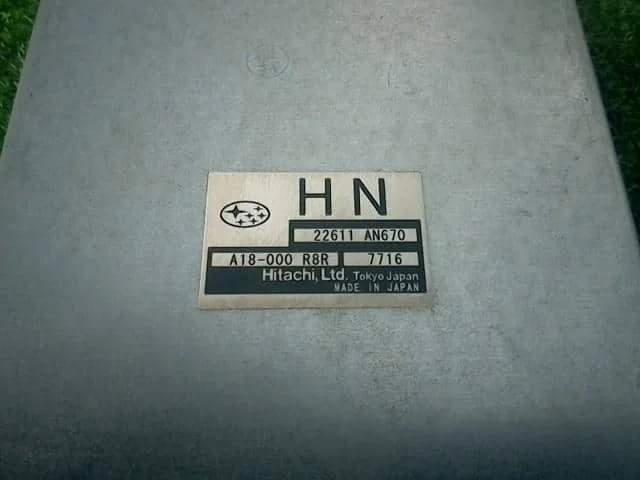 HN
22611 AN670
A18-000 R8R 7716
Hitachi, Ltd. Tokyo Japan
MADE IN JAPAN